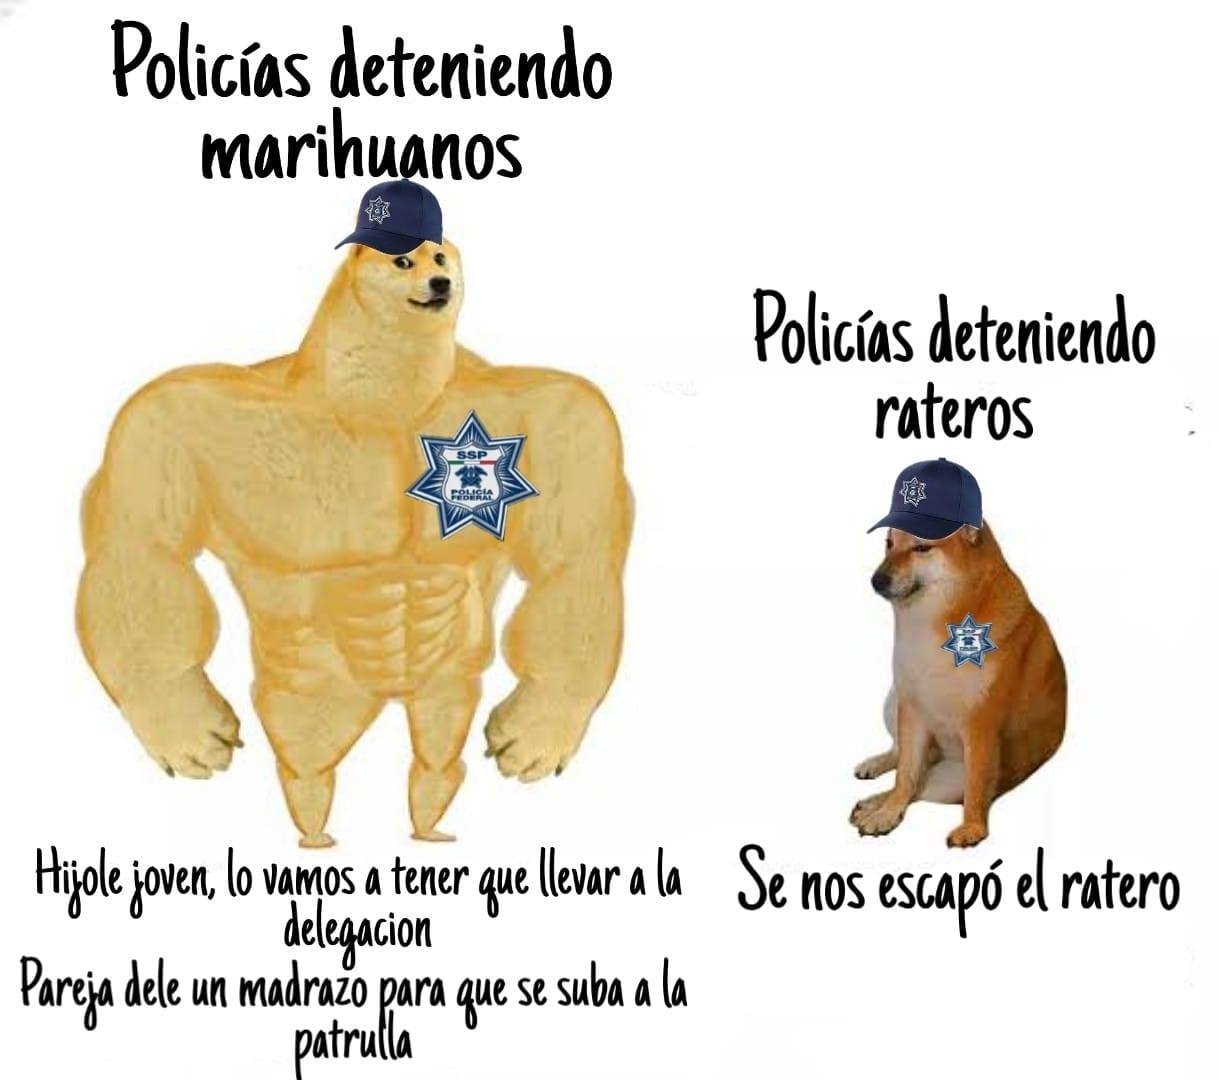 Policías deteniendo
marihuanos
SSP
POLICÍA
FEDERAL
Hijole joven, lo vamos a tener que llevar a la
delegacion
Pareja dele un madrazo para que se suba a la
patrulla
Policías deteniendo
rateros
SSP
Se nos escapó el ratero